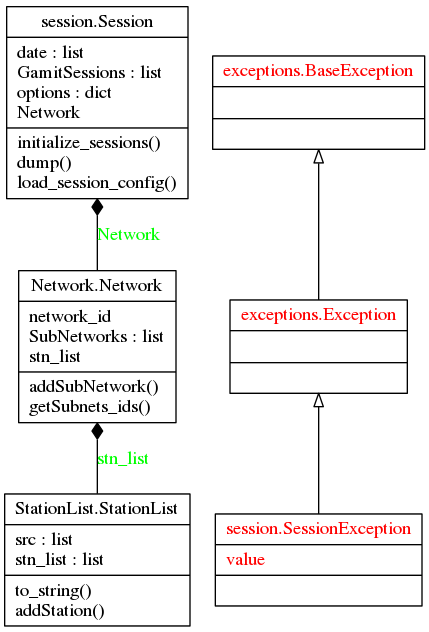 session.Session
date : list
GamitSessions : list
options : dict
Network
initialize_sessions()
dump()
load_session_config()
Network
Network.Network
network_id
SubNetworks : list
stn_list
addSubNetwork()
getSubnets_ids()
stn_list
StationList.StationList
src : list
stn_list : list
to_string()
addStation()
exceptions.BaseException
exceptions.Exception
session.SessionException
value